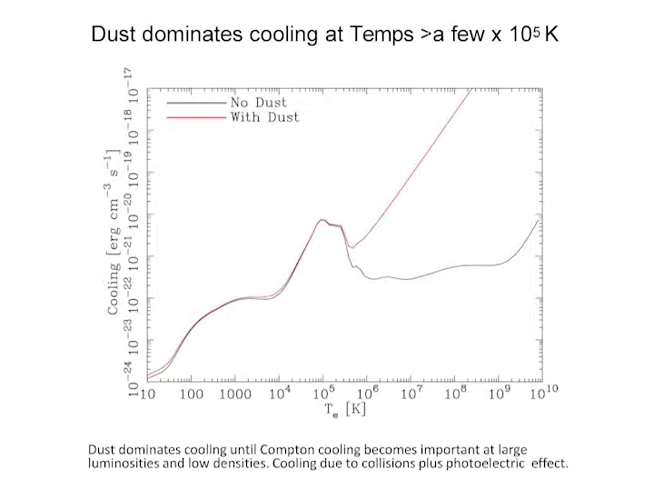 Dust dominates cooling at Temps >a few x 10⁵ K
No Dust
With Dust
Cooling [erg cm⁻³ s⁻¹]
10⁻¹⁷
10⁻¹⁸
10⁻¹⁹
10⁻²⁰
10⁻²¹
10⁻²²
10⁻²³
10⁻²⁴
10 100 1000 10⁴ 10⁵ 10⁶ 10⁷ 10⁸ 10⁹ 10¹⁰
Tₑ [K]
Dust dominates cooling until Compton cooling becomes important at large
luminosities and low densities. Cooling due to collisions plus photoelectric effect.